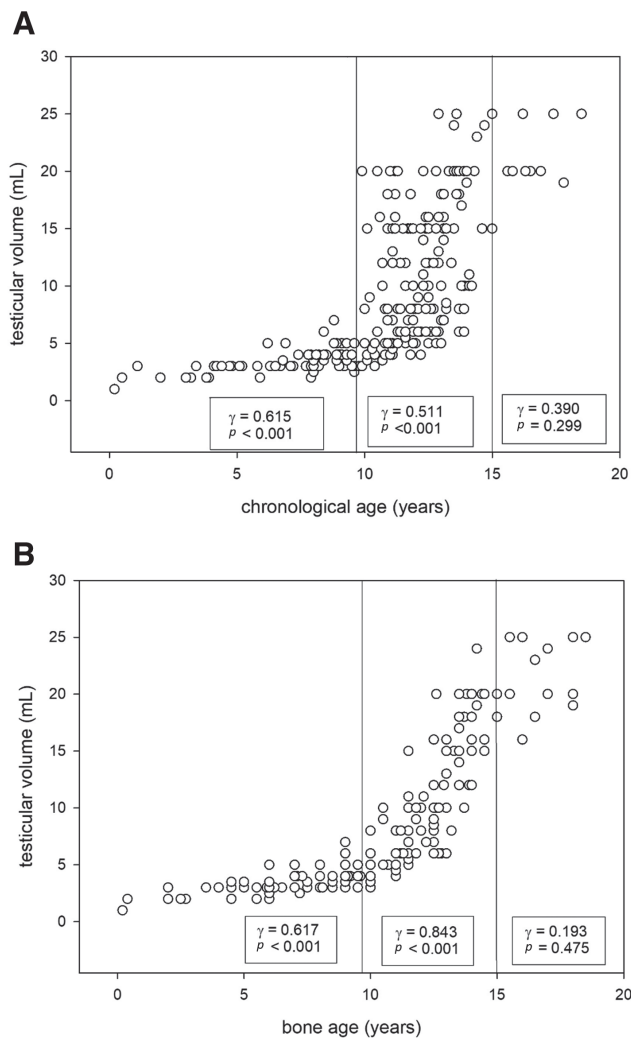 A
30
25
20
15
10
5
0
testicular volume (mL)
γ = 0.615
p < 0.001
γ = 0.511
p <0.001
γ = 0.390
p = 0.299
0 5 10 15 20
chronological age (years)
B
30
25
20
15
10
5
0
testicular volume (mL)
γ = 0.617
p < 0.001
γ = 0.843
p < 0.001
γ = 0.193
p = 0.475
0 5 10 15 20
bone age (years)